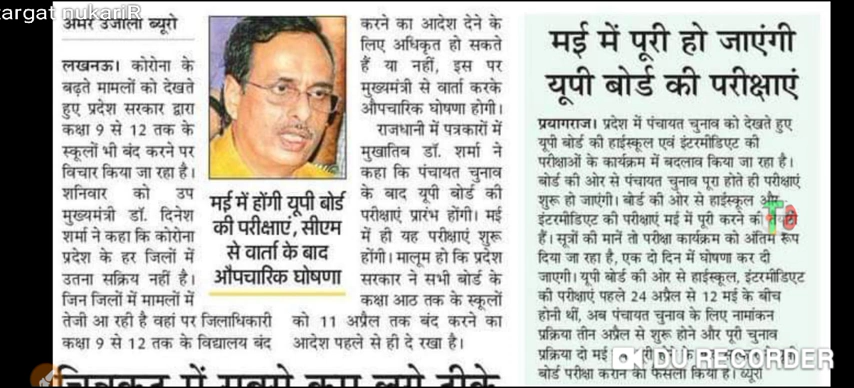 targat nukariR
अमर उजाला ब्यूरो
लखनऊ। कोरोना के
बढ़ते मामलों को देखते
हुए प्रदेश सरकार द्वारा
कक्षा 9 से 12 तक के
स्कूलों भी बंद करने पर
विचार किया जा रहा है।
शनिवार को उप
मुख्यमंत्री डॉ. दिनेश
शर्मा ने कहा कि कोरोना
प्रदेश के हर जिलों में
उतना सक्रिय नहीं है।
जिन जिलों में मामलों में
तेजी आ रही है वहां पर जिलाधिकारी
कक्षा 9 से 12 तक के विद्यालय बंद
मई में होंगी यूपी बोर्ड
की परीक्षाएं, सीएम
से वार्ता के बाद
औपचारिक घोषणा
करने का आदेश देने के
लिए अधिकृत हो सकते
हैं या नहीं, इस पर
मुख्यमंत्री से वार्ता करके
औपचारिक घोषणा होगी।
राजधानी में पत्रकारों में
मुखातिब डॉ. शर्मा ने
कहा कि पंचायत चुनाव
के बाद यूपी बोर्ड की
परीक्षाएं प्रारंभ होंगी। मई
में ही यह परीक्षाएं शुरू
होंगी। मालूम हो कि प्रदेश
सरकार ने सभी बोर्ड के
कक्षा आठ तक के स्कूलों
को 11 अप्रैल तक बंद करने का
आदेश पहले से ही दे रखा है।
मई में पूरी हो जाएंगी
यूपी बोर्ड की परीक्षाएं
प्रयागराज। प्रदेश में पंचायत चुनाव को देखते हुए
यूपी बोर्ड की हाईस्कूल एवं इंटरमीडिएट की
परीक्षाओं के कार्यक्रम में बदलाव किया जा रहा है।
बोर्ड की ओर से पंचायत चुनाव पूरा होते ही परीक्षाएं
शुरू हो जाएंगी। बोर्ड की ओर से हाईस्कूल और
इंटरमीडिएट की परीक्षाएं मई में पूरी करने की
हैं। सूत्रों की मानें तो परीक्षा कार्यक्रम को अंतिम रूप
दिया जा रहा है, एक दो दिन में घोषणा कर दी
जाएगी। यूपी बोर्ड की ओर से हाईस्कूल, इंटरमीडिएट
की परीक्षाएं पहले 24 अप्रैल से 12 मई के बीच
होनी थीं, अब पंचायत चुनाव के लिए नामांकन
प्रक्रिया तीन अप्रैल से शुरू होने और पूरी चुनाव
प्रक्रिया दो मई
बोर्ड परीक्षा कराने का फैसला किया है। ब्यूरो
DU RECORDER